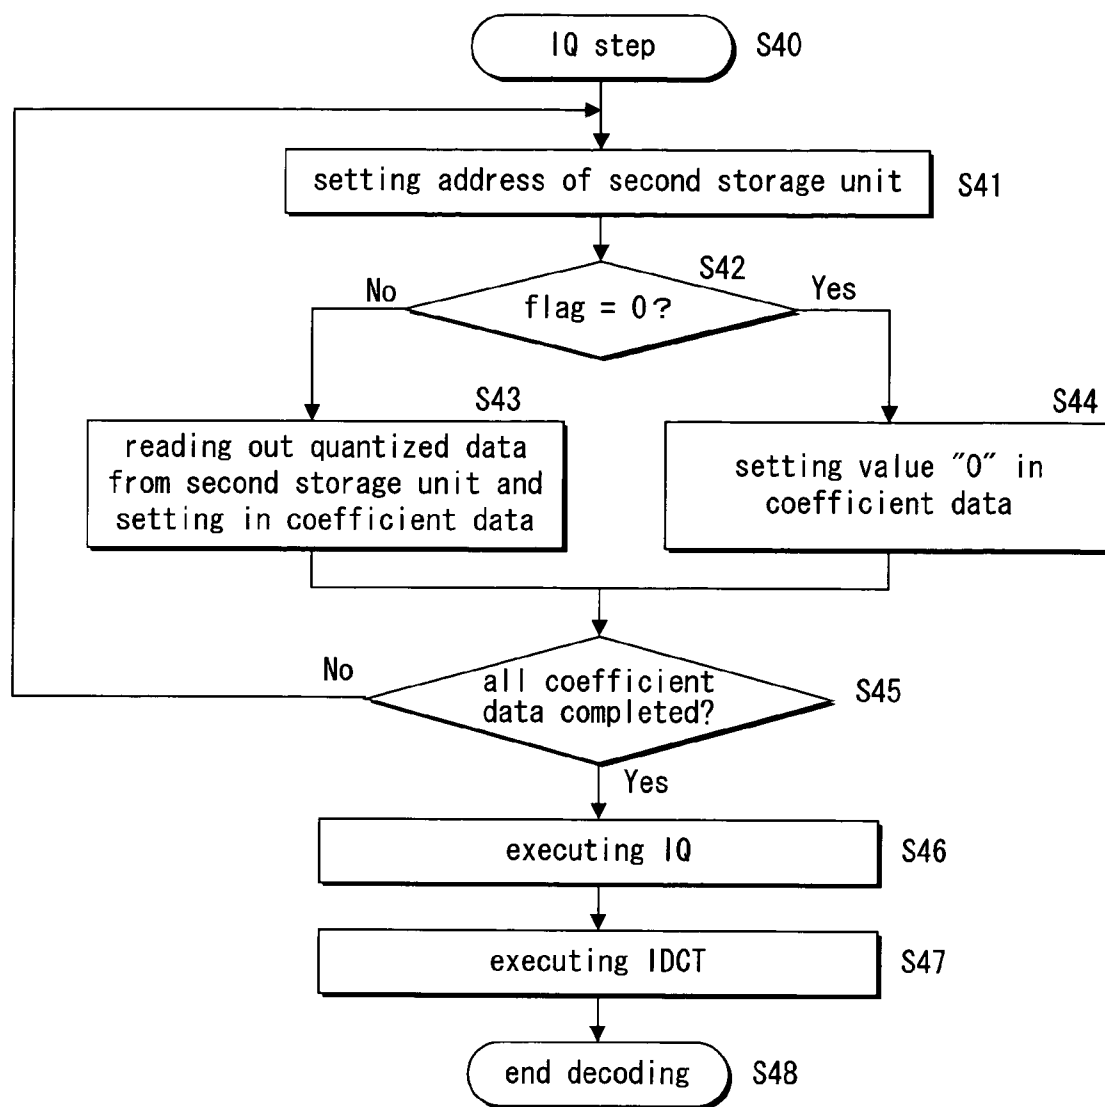 IQ step
S40
setting address of second storage unit
S41
S42
No
Yes
flag = 0?
S43
S44
reading out quantized data
from second storage unit and
setting in coefficient data
setting value "0" in
coefficient data
No
all coefficient
data completed?
S45
Yes
executing IQ
S46
executing IDCT
S47
end decoding
S48